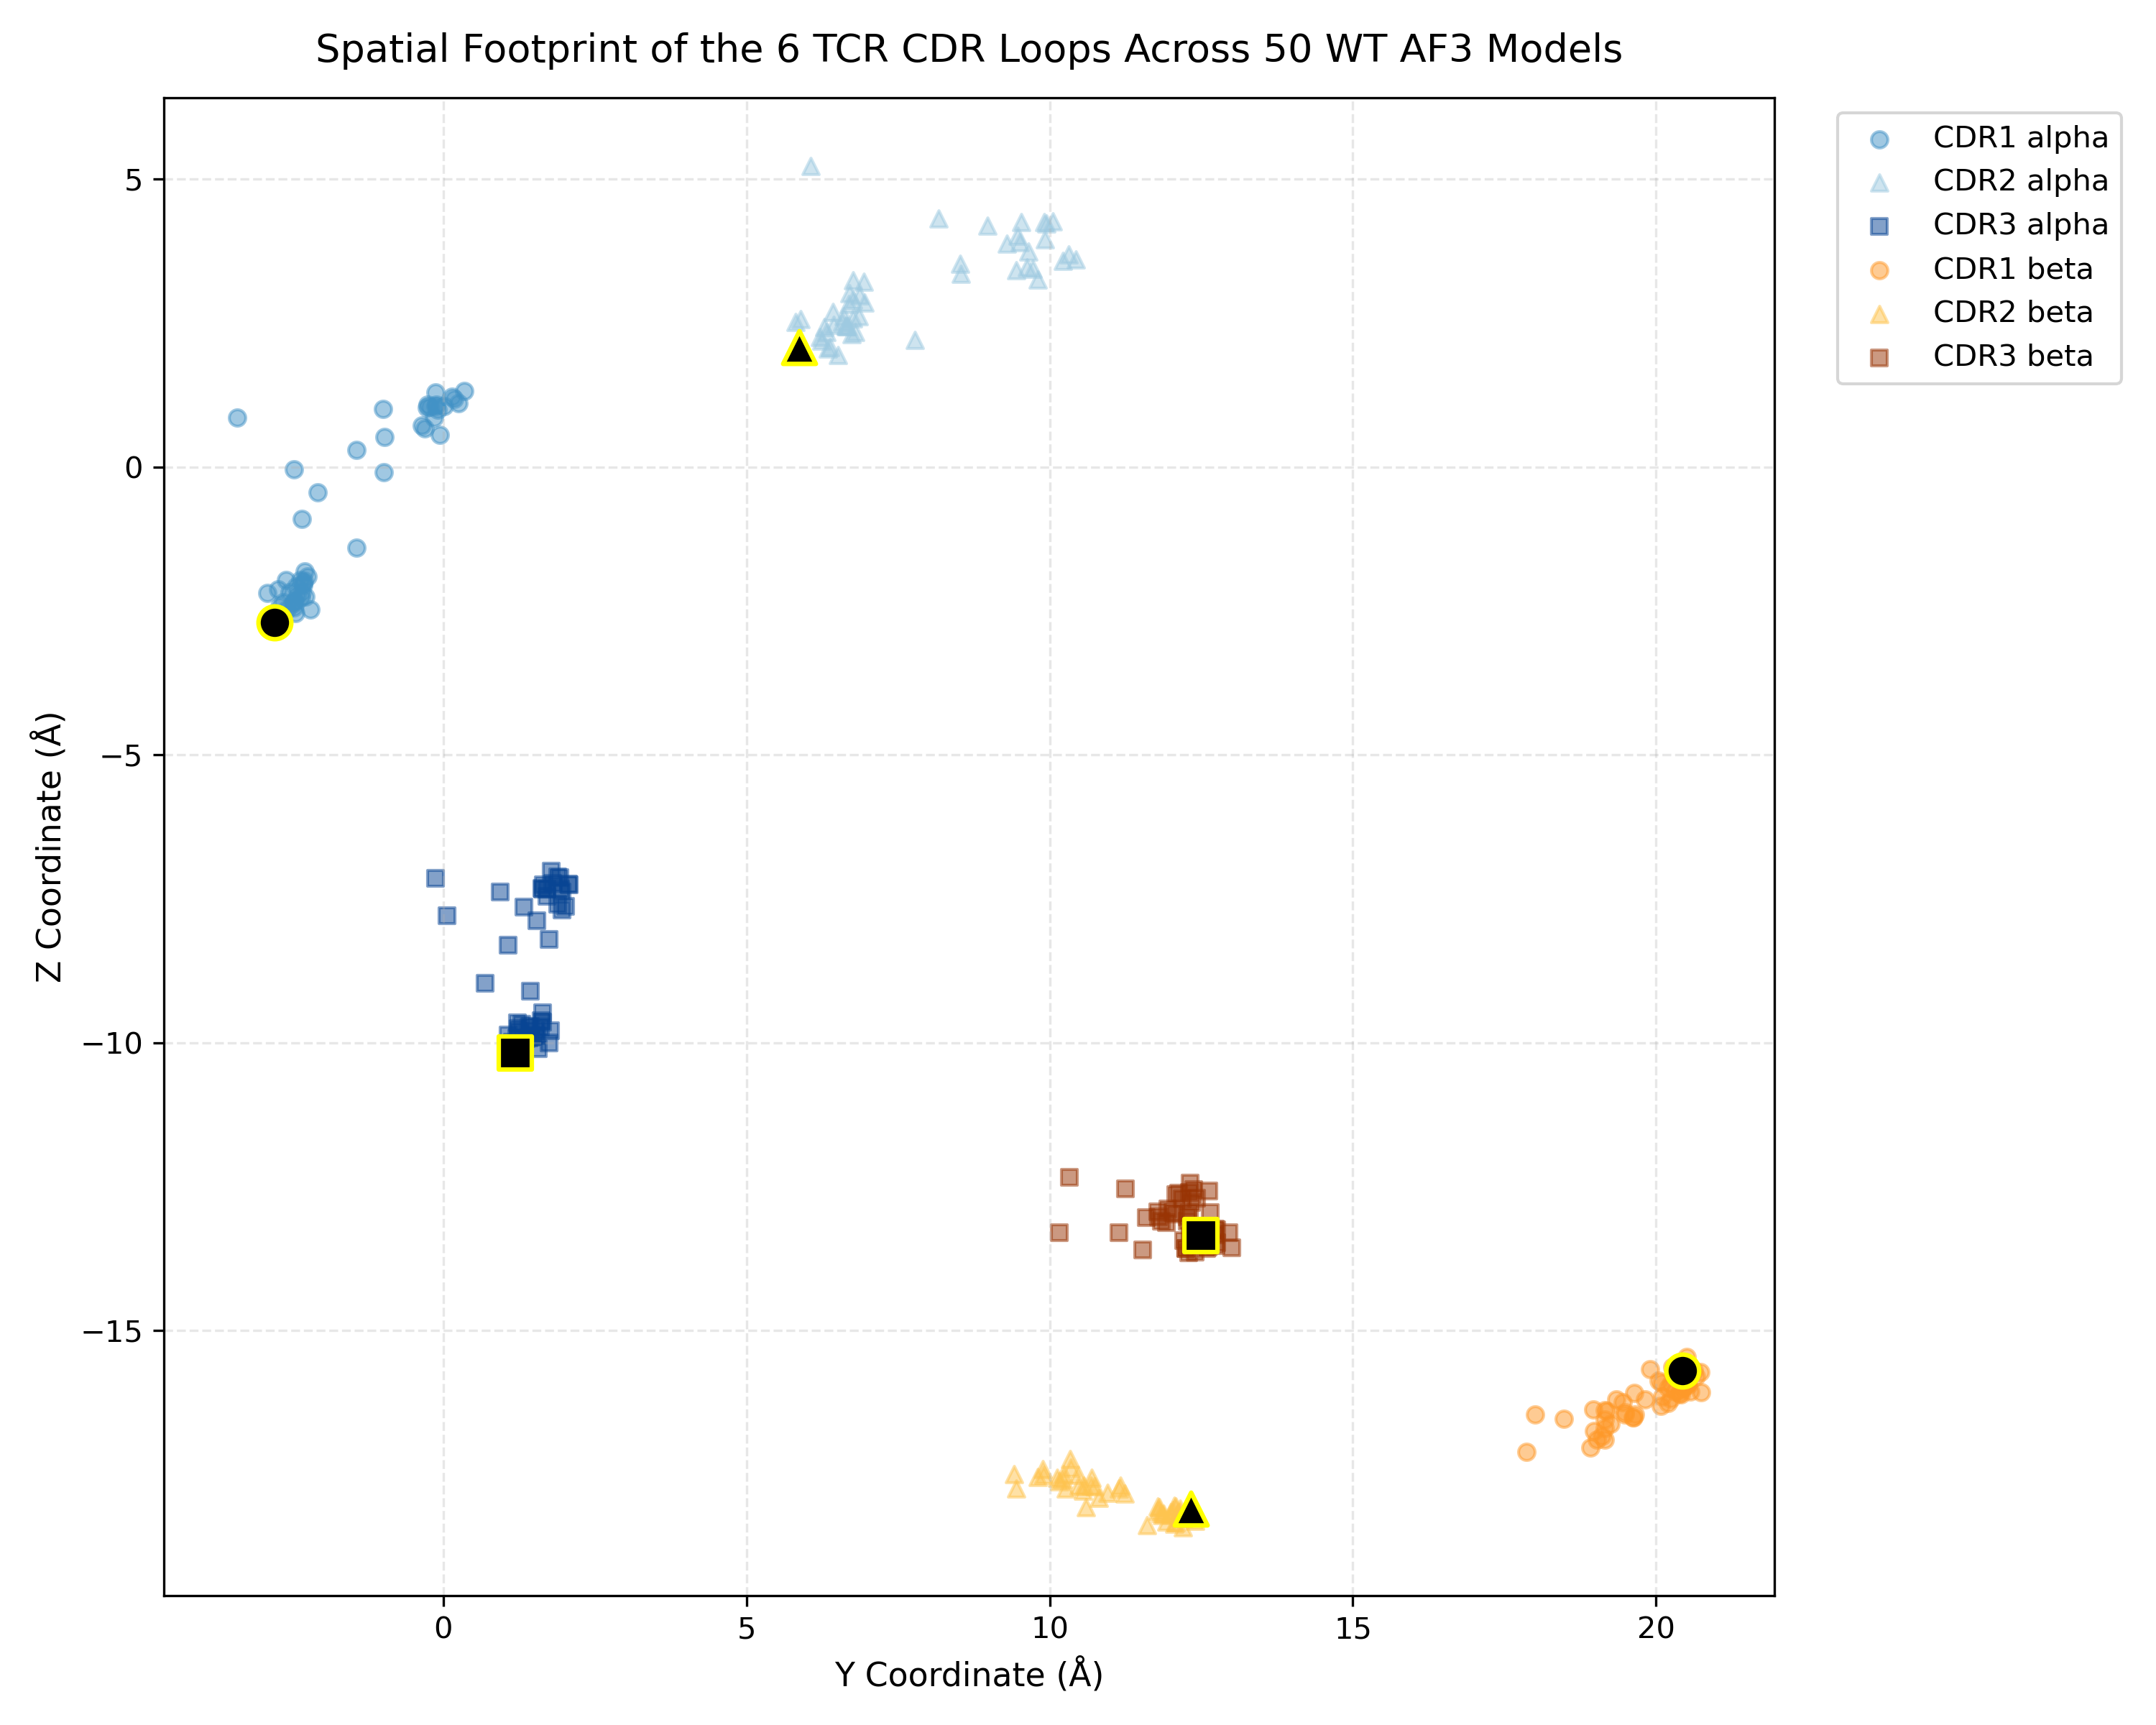 Spatial Footprint of the 6 TCR CDR Loops Across 50 WT AF3 Models
CDR1 alpha
CDR2 alpha
CDR3 alpha
CDR1 beta
CDR2 beta
CDR3 beta
Z Coordinate (Å)
5
0
−5
−10
−15
0
5
10
15
20
Y Coordinate (Å)